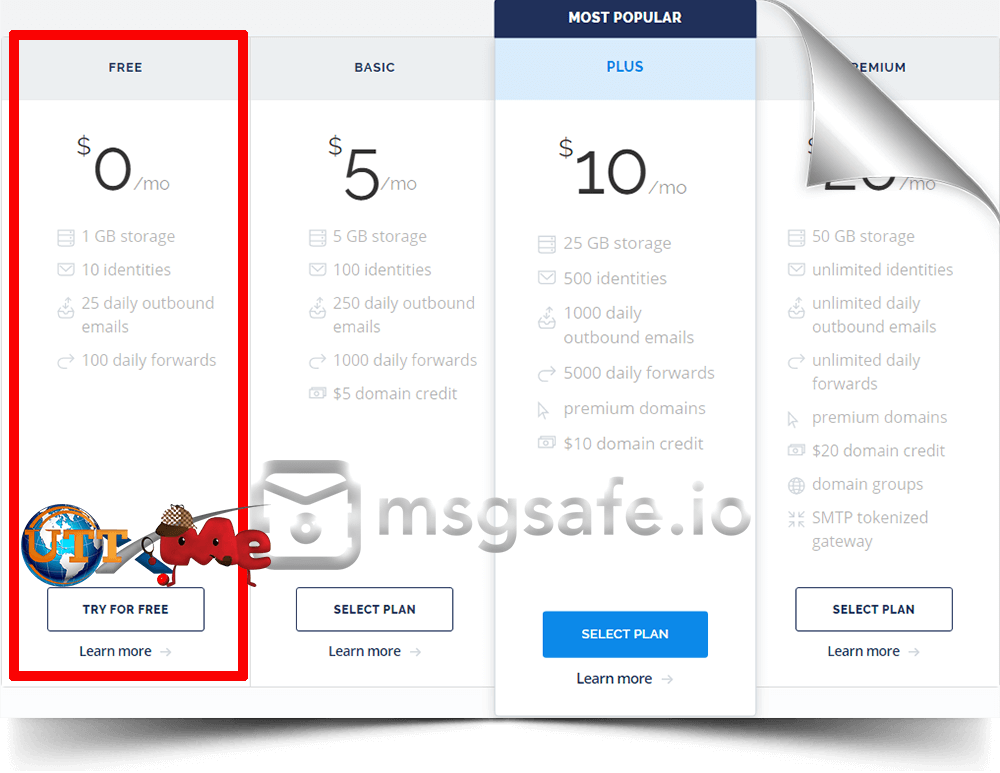 MOST POPULAR
FREE
$0/mo
1 GB storage
10 identities
25 daily outbound
emails
100 daily forwards
TRY FOR FREE
Learn more →
BASIC
$5/mo
5 GB storage
100 identities
250 daily outbound
emails
1000 daily forwards
$5 domain credit
SELECT PLAN
Learn more →
PLUS
$10/mo
25 GB storage
500 identities
1000 daily
outbound emails
5000 daily forwards
premium domains
$10 domain credit
SELECT PLAN
Learn more →
EMIUM
/mo
50 GB storage
unlimited identities
unlimited daily
outbound emails
unlimited daily
forwards
premium domains
$20 domain credit
domain groups
SMTP tokenized
gateway
SELECT PLAN
Learn more →
UTT
Me
msgsafe.io